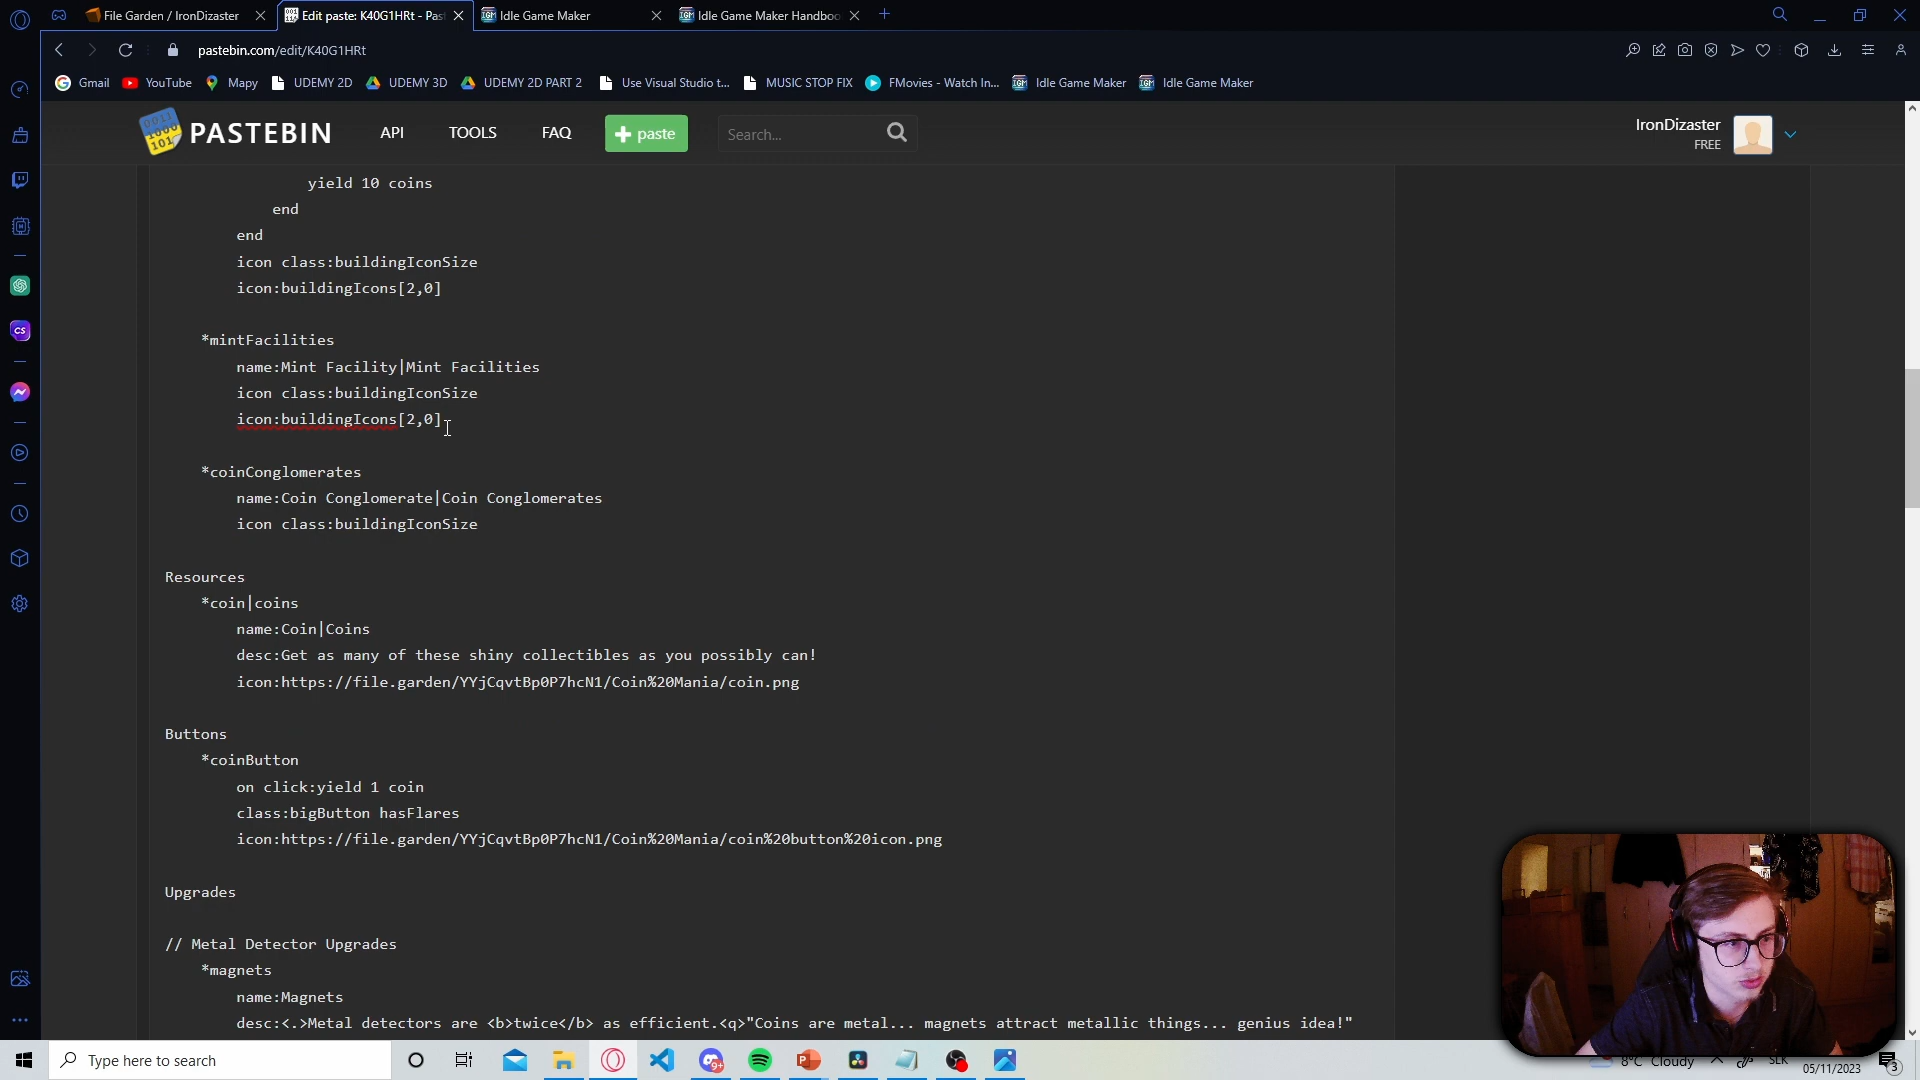 File Garden / IronDizaster
Edit paste: K40G1HRt - Pas
Idle Game Maker
Idle Game Maker Handboo
pastebin.com/edit/K40G1HRt
Gmail
YouTube
Mapy
UDEMY 2D
UDEMY 3D
UDEMY 2D PART 2
Use Visual Studio t...
MUSIC STOP FIX
FMovies - Watch In...
Idle Game Maker
Idle Game Maker
PASTEBIN
API
TOOLS
FAQ
paste
Search...
IronDizaster
FREE
yield 10 coins
end
end
icon class:buildingIconSize
icon:buildingIcons[2,0]
*mintFacilities
name:Mint Facility|Mint Facilities
icon class:buildingIconSize
icon:buildingIcons[2,0]
*coinConglomerates
name:Coin Conglomerate|Coin Conglomerates
icon class:buildingIconSize
Resources
*coin|coins
name:Coin|Coins
desc:Get as many of these shiny collectibles as you possibly can!
icon:https://file.garden/YYjCqvtBp0P7hcN1/Coin%20Mania/coin.png
Buttons
*coinButton
on click:yield 1 coin
class:bigButton hasFlares
icon:https://file.garden/YYjCqvtBp0P7hcN1/Coin%20Mania/coin%20button%20icon.png
Upgrades
// Metal Detector Upgrades
*magnets
name:Magnets
desc:<.>Metal detectors are <b>twice</b> as efficient.<q>"Coins are metal... magnets attract metallic things... genius idea!"
Type here to search
8°C Cloudy
SLK
05/11/2023